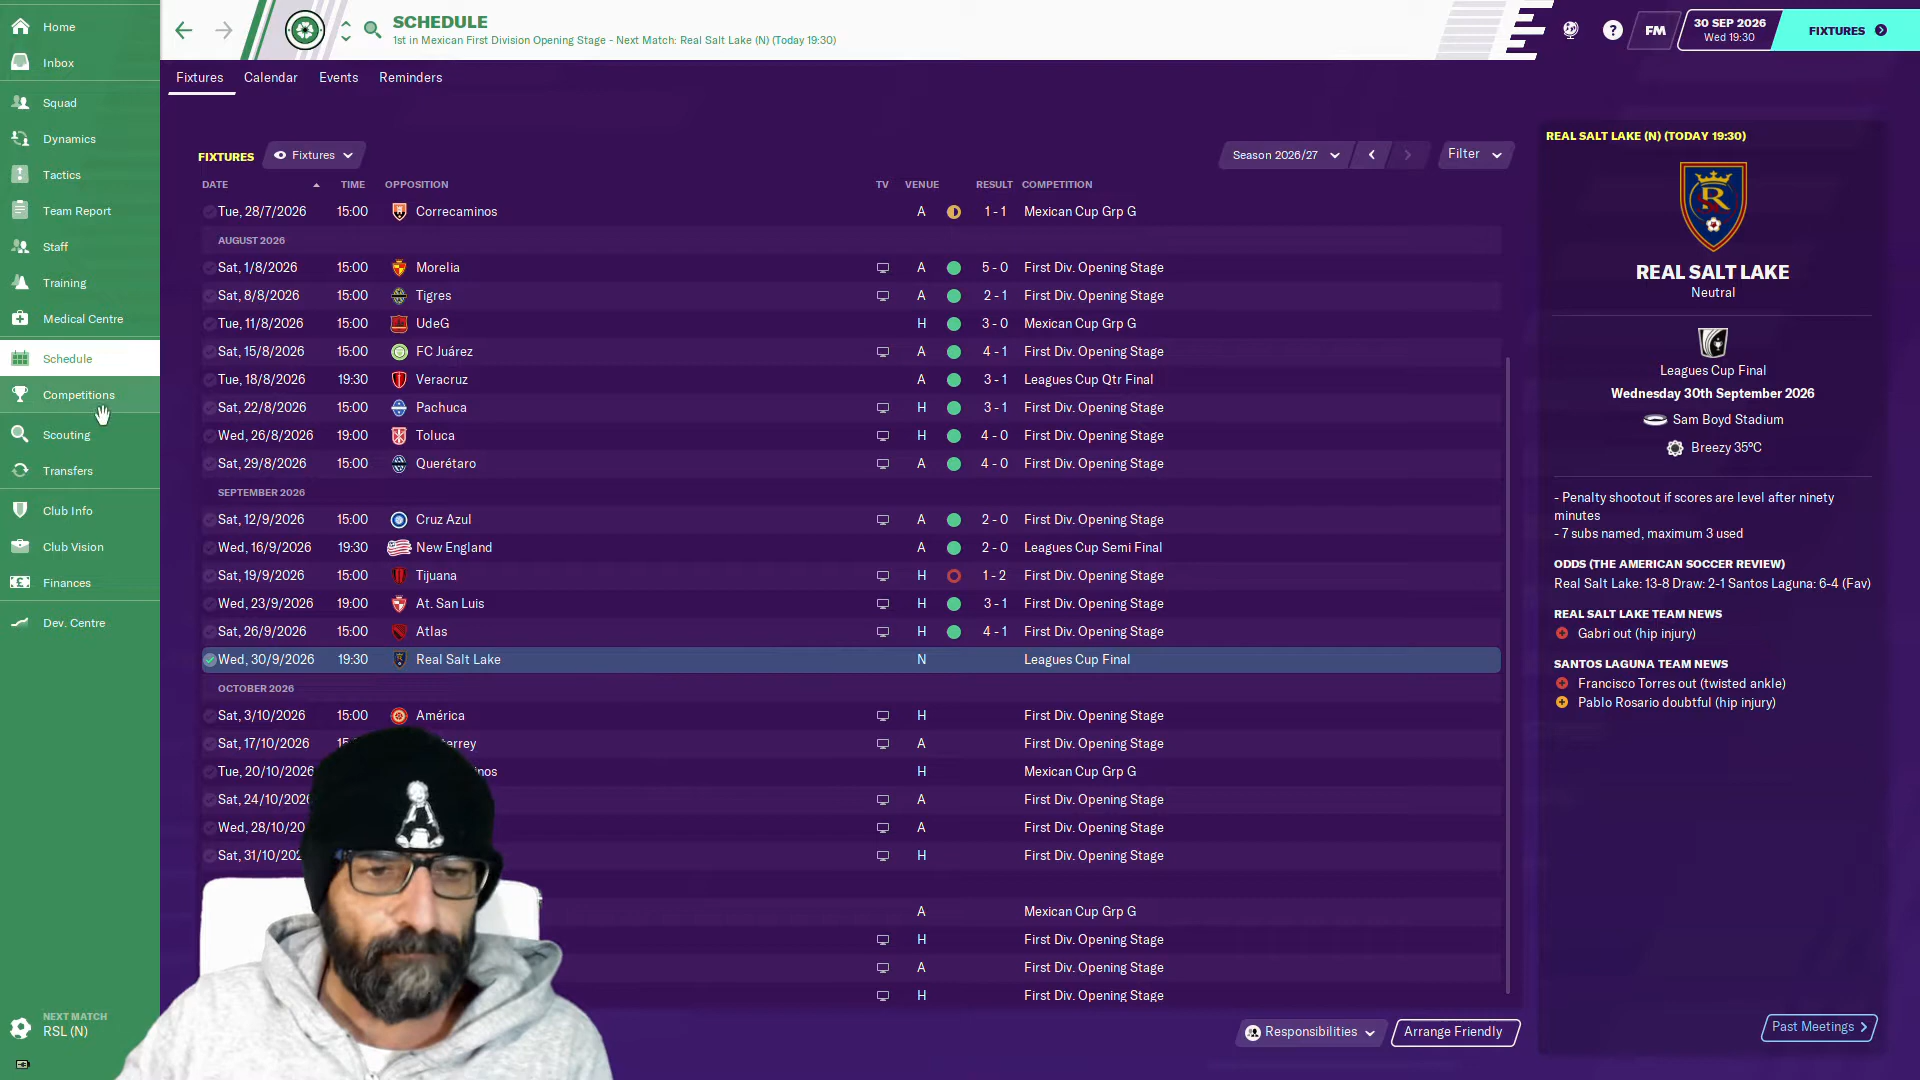 Home
Inbox
Squad
Dynamics
Tactics
Team Report
Staff
Training
Medical Centre
Schedule
Competitions
Scouting
Transfers
Club Info
Club Vision
Finances
Dev. Centre
NEXT MATCH
RSL (N)
SCHEDULE
1st in Mexican First Division Opening Stage - Next Match: Real Salt Lake (N) (Today 19:30)
FM
30 SEP 2026
Wed 19:30
FIXTURES
Fixtures Calendar Events Reminders
FIXTURES Fixtures Season 2026/27 Filter
DATE TIME OPPOSITION TV VENUE RESULT COMPETITION
Tue, 28/7/2026 15:00 Correcaminos A 1 - 1 Mexican Cup Grp G
AUGUST 2026
Sat, 1/8/2026 15:00 Morelia A 5 - 0 First Div. Opening Stage
Sat, 8/8/2026 15:00 Tigres A 2 - 1 First Div. Opening Stage
Tue, 11/8/2026 15:00 UdeG H 3 - 0 Mexican Cup Grp G
Sat, 15/8/2026 15:00 FC Juárez A 4 - 1 First Div. Opening Stage
Tue, 18/8/2026 19:30 Veracruz A 3 - 1 Leagues Cup Qtr Final
Sat, 22/8/2026 15:00 Pachuca H 3 - 1 First Div. Opening Stage
Wed, 26/8/2026 19:00 Toluca H 4 - 0 First Div. Opening Stage
Sat, 29/8/2026 15:00 Querétaro A 4 - 0 First Div. Opening Stage
SEPTEMBER 2026
Sat, 12/9/2026 15:00 Cruz Azul A 2 - 0 First Div. Opening Stage
Wed, 16/9/2026 19:30 New England A 2 - 0 Leagues Cup Semi Final
Sat, 19/9/2026 15:00 Tijuana H 1 - 2 First Div. Opening Stage
Wed, 23/9/2026 19:00 At. San Luis H 3 - 1 First Div. Opening Stage
Sat, 26/9/2026 15:00 Atlas H 4 - 1 First Div. Opening Stage
Wed, 30/9/2026 19:30 Real Salt Lake N Leagues Cup Final
OCTOBER 2026
Sat, 3/10/2026 15:00 América H First Div. Opening Stage
Sat, 17/10/2026 A First Div. Opening Stage
Tue, 20/10/2026 H Mexican Cup Grp G
Sat, 24/10/2026 A First Div. Opening Stage
Wed, 28/10/20 A First Div. Opening Stage
Sat, 31/10/202 H First Div. Opening Stage
A Mexican Cup Grp G
H First Div. Opening Stage
A First Div. Opening Stage
H First Div. Opening Stage
Responsibilities Arrange Friendly
REAL SALT LAKE (N) (TODAY 19:30)
REAL SALT LAKE
Neutral
Leagues Cup Final
Wednesday 30th September 2026
Sam Boyd Stadium
Breezy 35ºC
- Penalty shootout if scores are level after ninety
minutes
- 7 subs named, maximum 3 used
ODDS (THE AMERICAN SOCCER REVIEW)
Real Salt Lake: 13-8 Draw: 2-1 Santos Laguna: 6-4 (Fav)
REAL SALT LAKE TEAM NEWS
Gabri out (hip injury)
SANTOS LAGUNA TEAM NEWS
Francisco Torres out (twisted ankle)
Pablo Rosario doubtful (hip injury)
Past Meetings